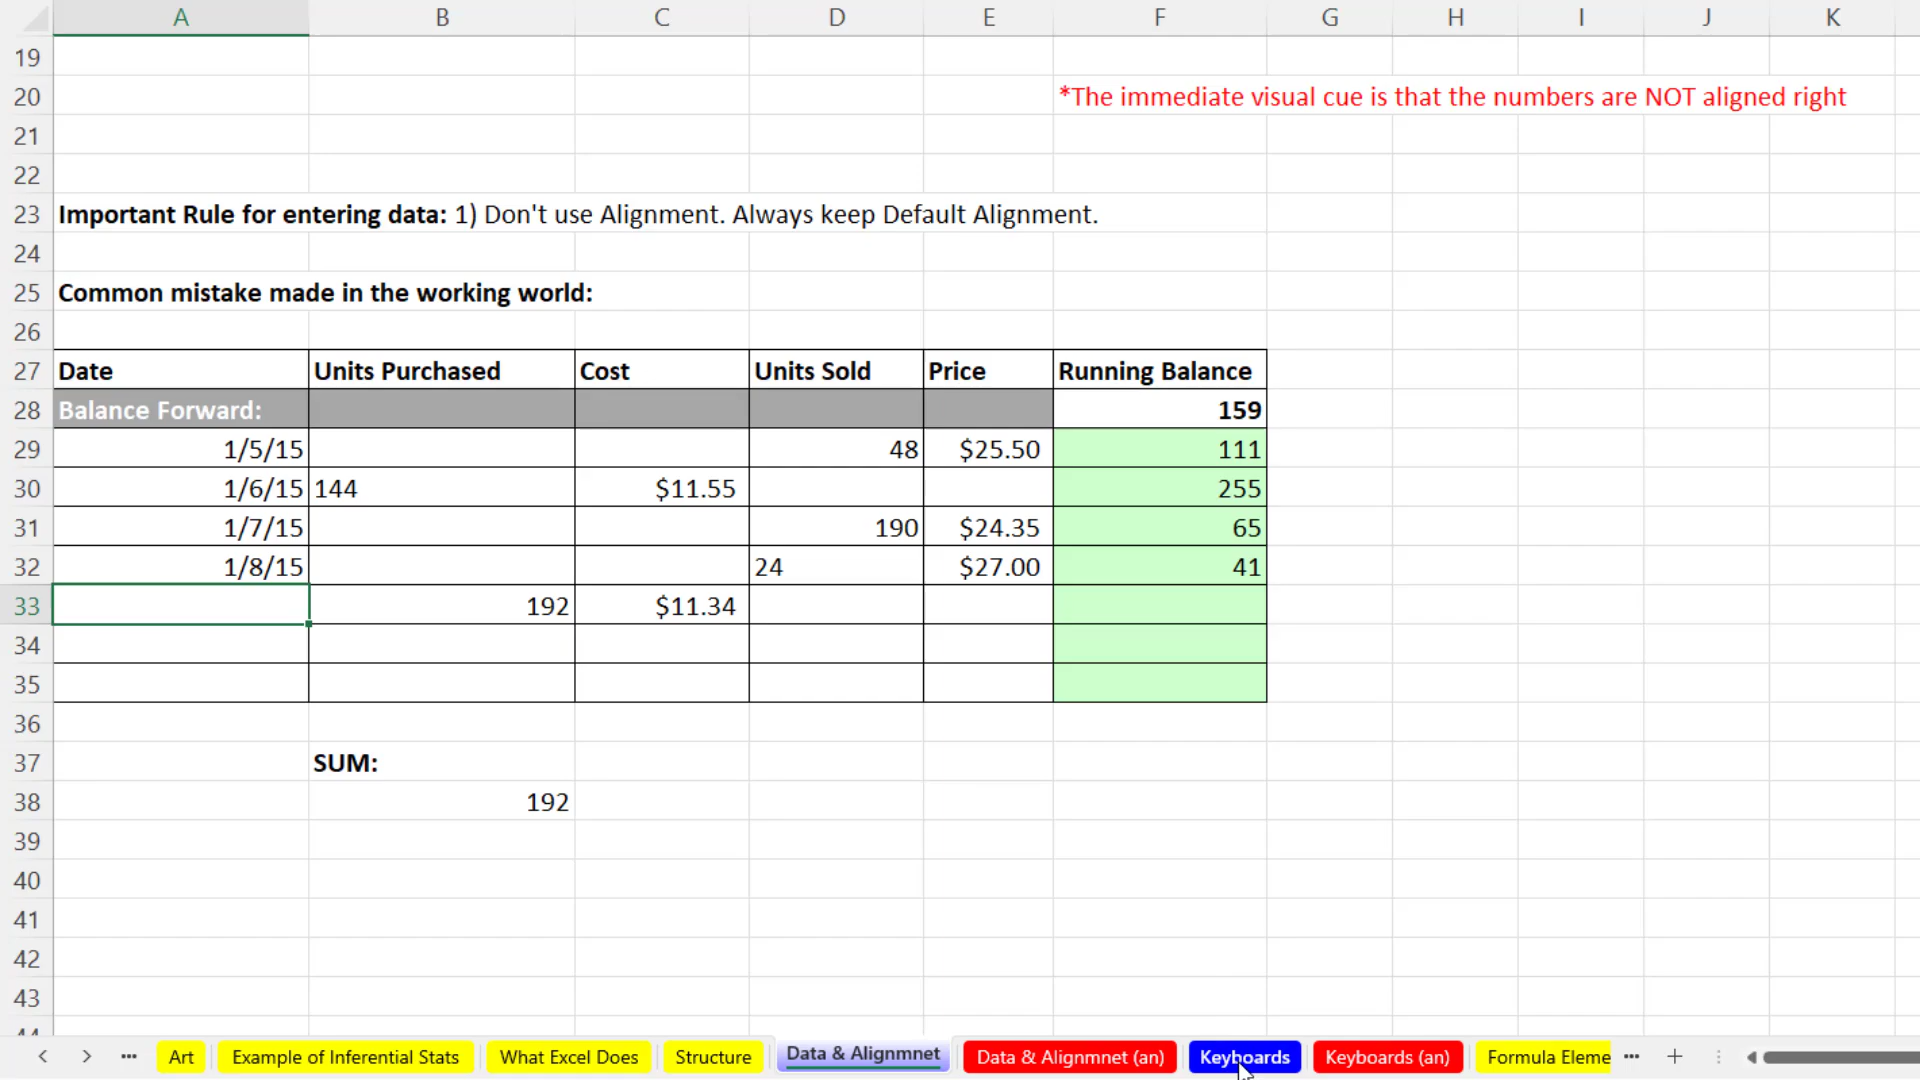 A B C D E F G H I J K
19
20 *The immediate visual cue is that the numbers are NOT aligned right
21
22
23 Important Rule for entering data: 1) Don't use Alignment. Always keep Default Alignment.
24
25 Common mistake made in the working world:
26
27 Date Units Purchased Cost Units Sold Price Running Balance
28 Balance Forward: 159
29 1/5/15 48 $25.50 111
30 1/6/15 144 $11.55 255
31 1/7/15 190 $24.35 65
32 1/8/15 24 $27.00 41
33 192 $11.34
34
35
36
37 SUM:
38 192
39
40
41
42
43
44
Art Example of Inferential Stats What Excel Does Structure Data & Alignmnet Data & Alignmnet (an) Keyboards Keyboards (an) Formula Eleme